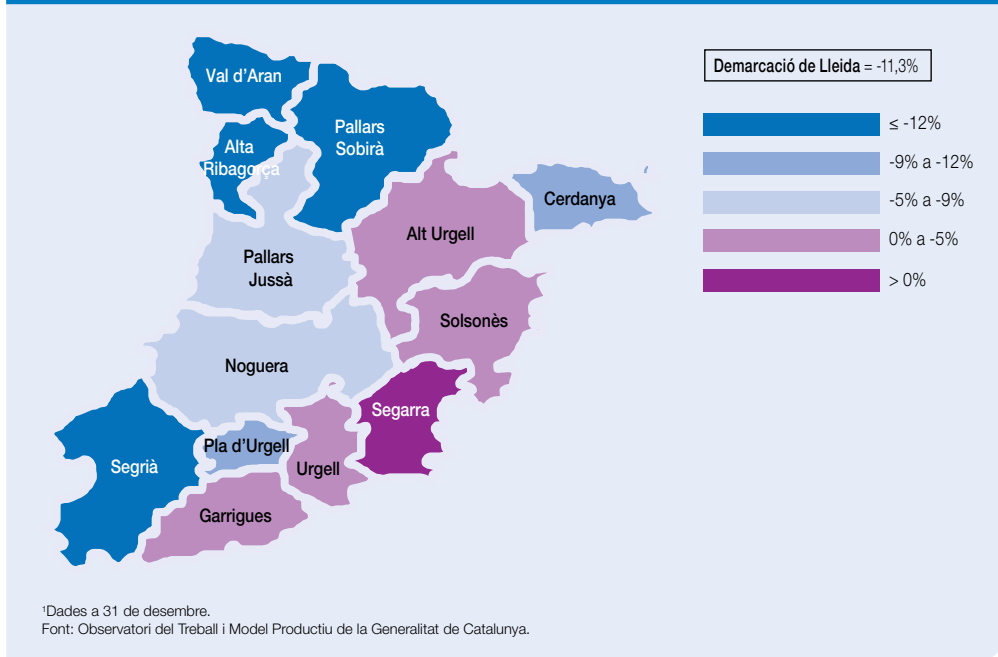 Val d’Aran
Pallars
Sobirà
Alta
Ribagorça
Cerdanya
Alt Urgell
Pallars
Jussà
Solsonès
Noguera
Segarra
Pla d’Urgell
Urgell
Segrià
Garrigues
Demarcació de Lleida = -11,3%
≤ -12%
-9% a -12%
-5% a -9%
0% a -5%
> 0%
¹Dades a 31 de desembre.
Font: Observatori del Treball i Model Productiu de la Generalitat de Catalunya.